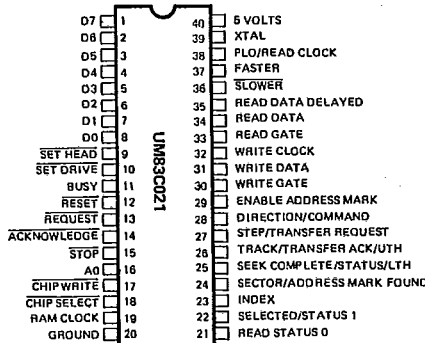 D7 1 40 5 VOLTS
D6 2 39 XTAL
D5 3 38 PLO/READ CLOCK
D4 4 37 FASTER
D3 5 36 SLOWER
D2 6 35 READ DATA DELAYED
D1 7 34 READ DATA
D0 8 33 READ GATE
SET HEAD 9 32 WRITE CLOCK
SET DRIVE 10 31 WRITE DATA
BUSY 11 30 WRITE GATE
RESET 12 29 ENABLE ADDRESS MARK
REQUEST 13 28 DIRECTION/COMMAND
ACKNOWLEDGE 14 27 STEP/TRANSFER REQUEST
STOP 15 26 TRACK/TRANSFER ACK/UTH
A0 16 25 SEEK COMPLETE/STATUS/LTH
CHIP WRITE 17 24 SECTOR/ADDRESS MARK FOUND
CHIP SELECT 18 23 INDEX
RAM CLOCK 19 22 SELECTED/STATUS 1
GROUND 20 21 READ STATUS 0
UM83C021